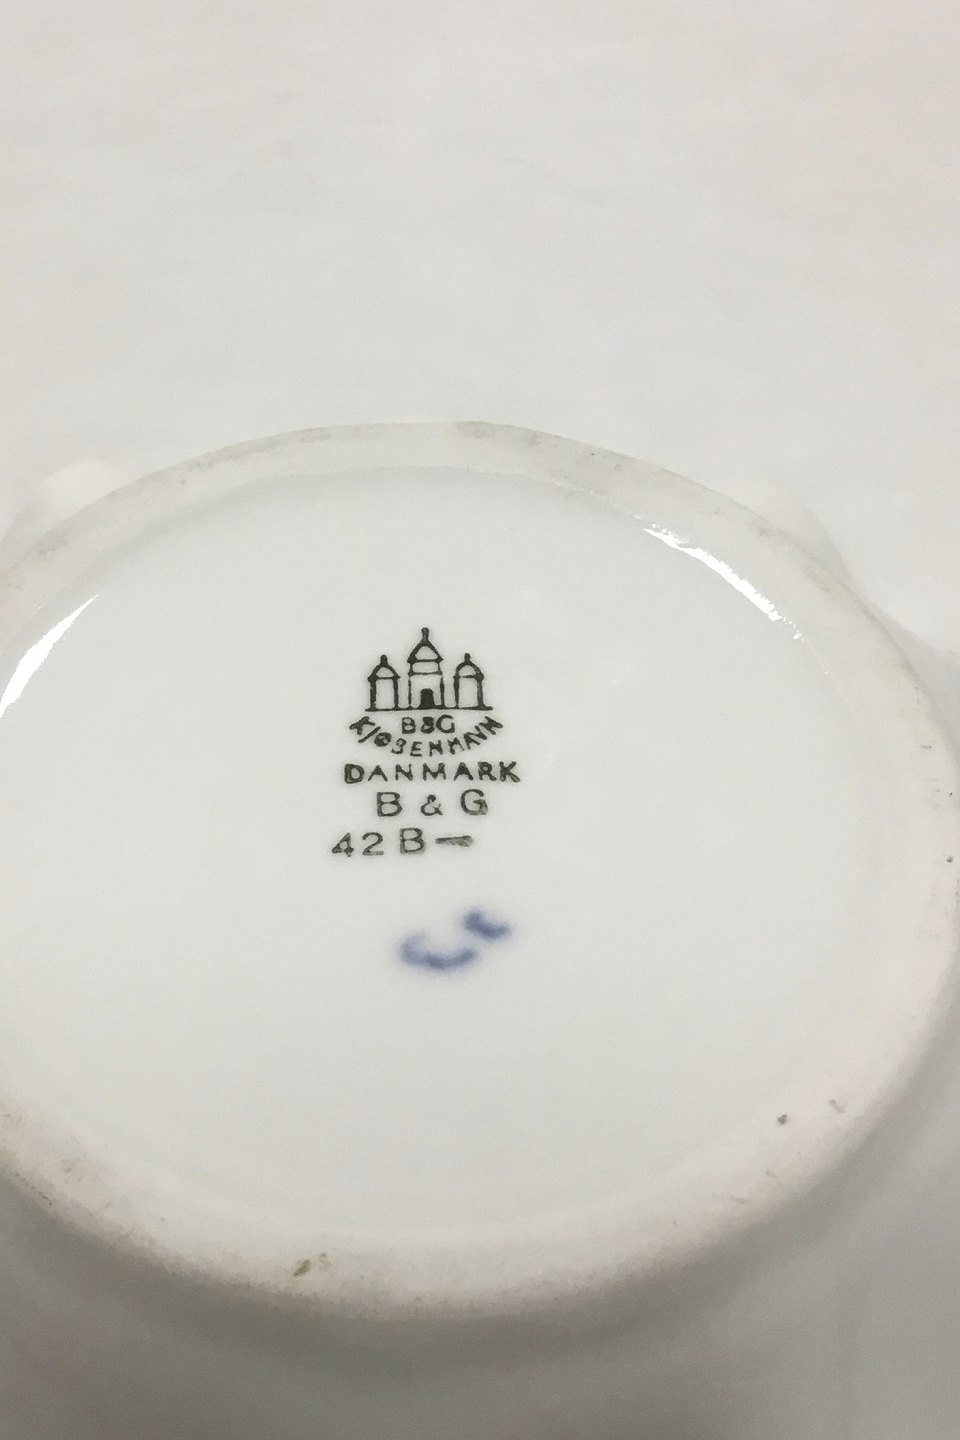 B&G
KJØBENHAVN
DANMARK
B & G
42 B —